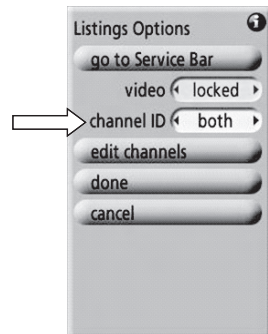 Listings Options
go to Service Bar
video locked
channel ID both
edit channels
done
cancel